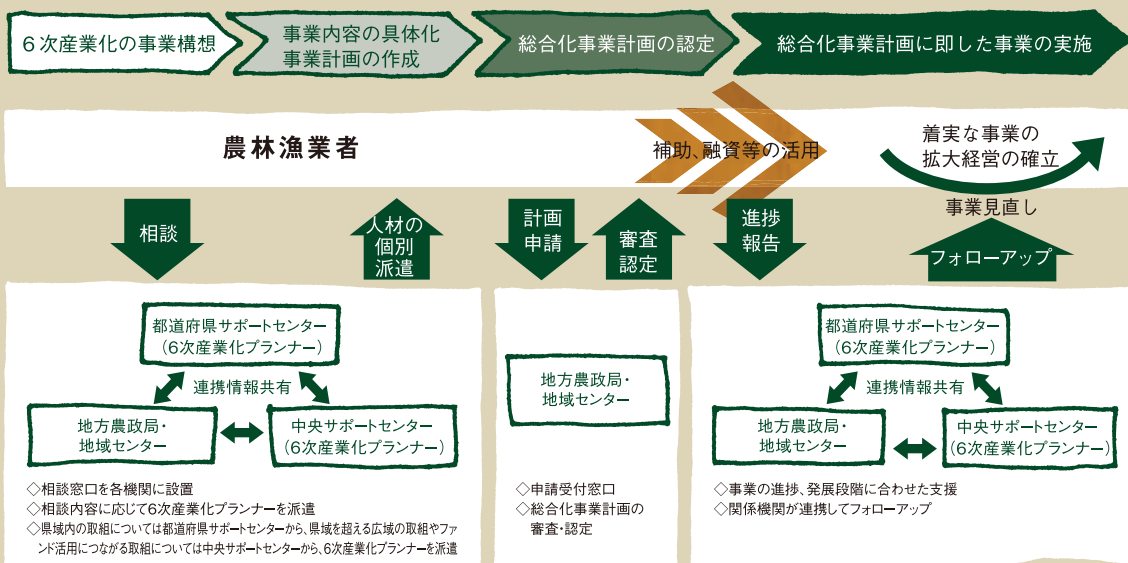 6次産業化の事業構想
事業内容の具体化
事業計画の作成
総合化事業計画の認定
総合化事業計画に即した事業の実施
農林漁業者
補助、融資等の活用
着実な事業の
拡大経営の確立
事業見直し
相談
人材の
個別
派遣
計画
申請
審査
認定
進捗
報告
フォローアップ
都道府県サポートセンター
（6次産業化プランナー）
連携情報共有
地方農政局・
地域センター
中央サポートセンター
（6次産業化プランナー）
◇相談窓口を各機関に設置
◇相談内容に応じて6次産業化プランナーを派遣
◇県域内の取組については都道府県サポートセンターから、県域を超える広域の取組やファ
ンド活用につながる取組については中央サポートセンターから、6次産業化プランナーを派遣
地方農政局・
地域センター
◇申請受付窓口
◇総合化事業計画の
審査・認定
都道府県サポートセンター
（6次産業化プランナー）
連携情報共有
地方農政局・
地域センター
中央サポートセンター
（6次産業化プランナー）
◇事業の進捗、発展段階に合わせた支援
◇関係機関が連携してフォローアップ